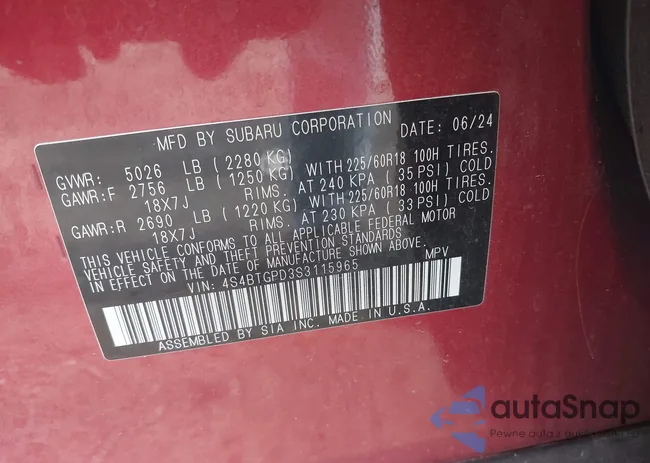 MFD BY SUBARU CORPORATION DATE: 06/24
GVWR: 5026 LB (2280 KG)
GAWR:F 2756 LB (1250 KG) WITH 225/60R18 100H TIRES.
18X7J RIMS. AT 240 KPA (35 PSI) COLD
GAWR:R 2690 LB (1220 KG) WITH 225/60R18 100H TIRES.
18X7J RIMS. AT 230 KPA (33 PSI) COLD
THIS VEHICLE CONFORMS TO ALL APPLICABLE FEDERAL MOTOR
VEHICLE SAFETY AND THEFT PREVENTION STANDARDS
IN EFFECT ON THE DATE OF MANUFACTURE SHOWN ABOVE.
VIN: 4S4BTGPD3S3115965 MPV
ASSEMBLED BY SIA INC. MADE IN U.S.A.
autaSnap
Pewne auta z